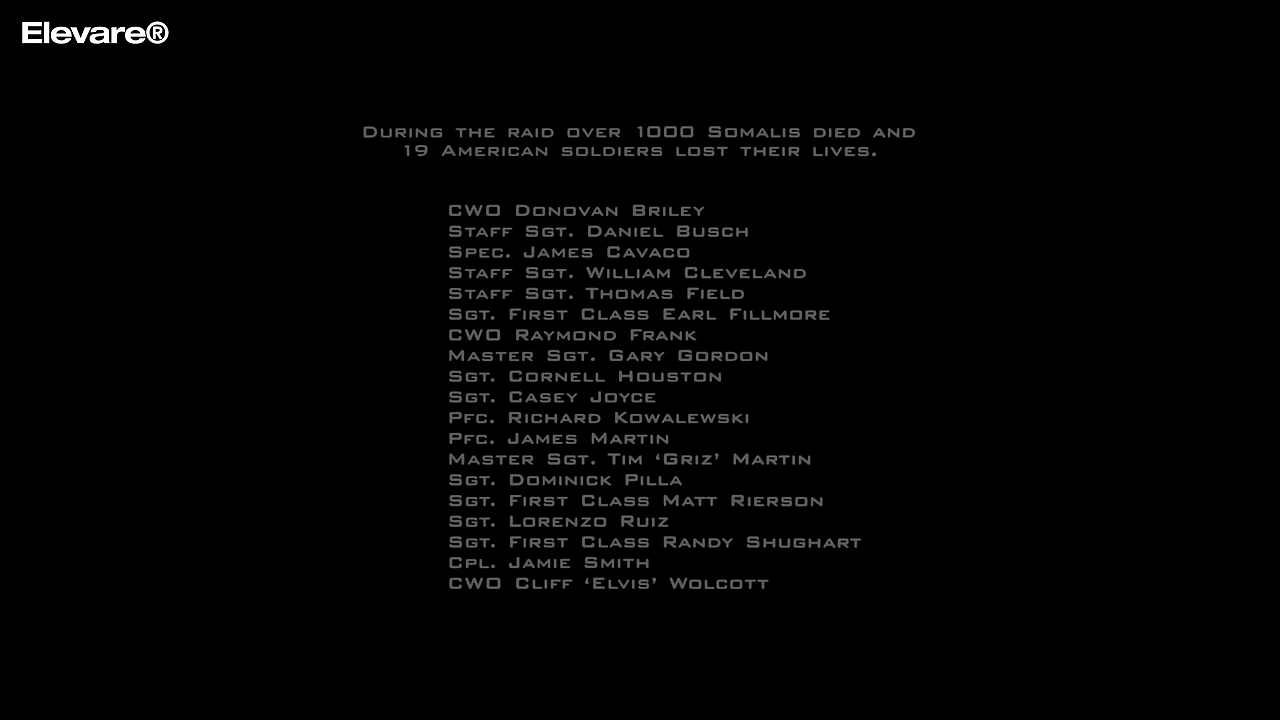 Elevare®
During the raid over 1000 Somalis died and
19 American soldiers lost their lives.
CWO Donovan Briley
Staff Sgt. Daniel Busch
Spec. James Cavaco
Staff Sgt. William Cleveland
Staff Sgt. Thomas Field
Sgt. First Class Earl Fillmore
CWO Raymond Frank
Master Sgt. Gary Gordon
Sgt. Cornell Houston
Sgt. Casey Joyce
Pfc. Richard Kowalewski
Pfc. James Martin
Master Sgt. Tim ‘Griz’ Martin
Sgt. Dominick Pilla
Sgt. First Class Matt Rierson
Sgt. Lorenzo Ruiz
Sgt. First Class Randy Shughart
Cpl. Jamie Smith
CWO Cliff ‘Elvis’ Wolcott